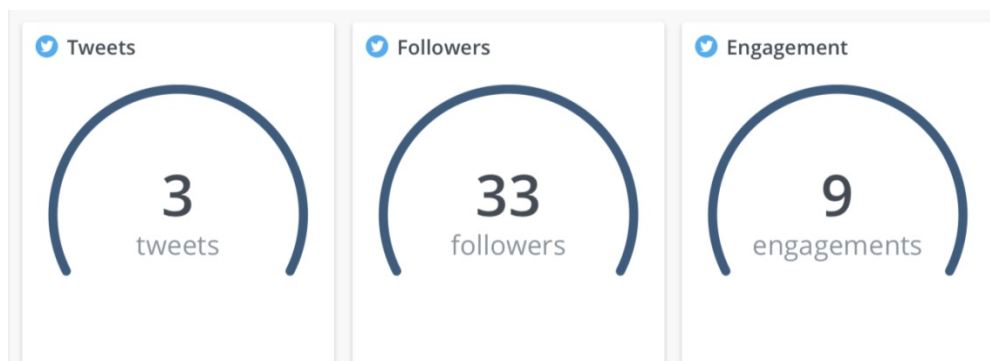 Tweets
3
tweets
Followers
33
followers
Engagement
9
engagements